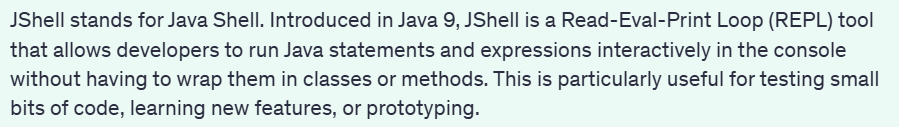 JShell stands for Java Shell. Introduced in Java 9, JShell is a Read-Eval-Print Loop (REPL) tool
that allows developers to run Java statements and expressions interactively in the console
without having to wrap them in classes or methods. This is particularly useful for testing small
bits of code, learning new features, or prototyping.